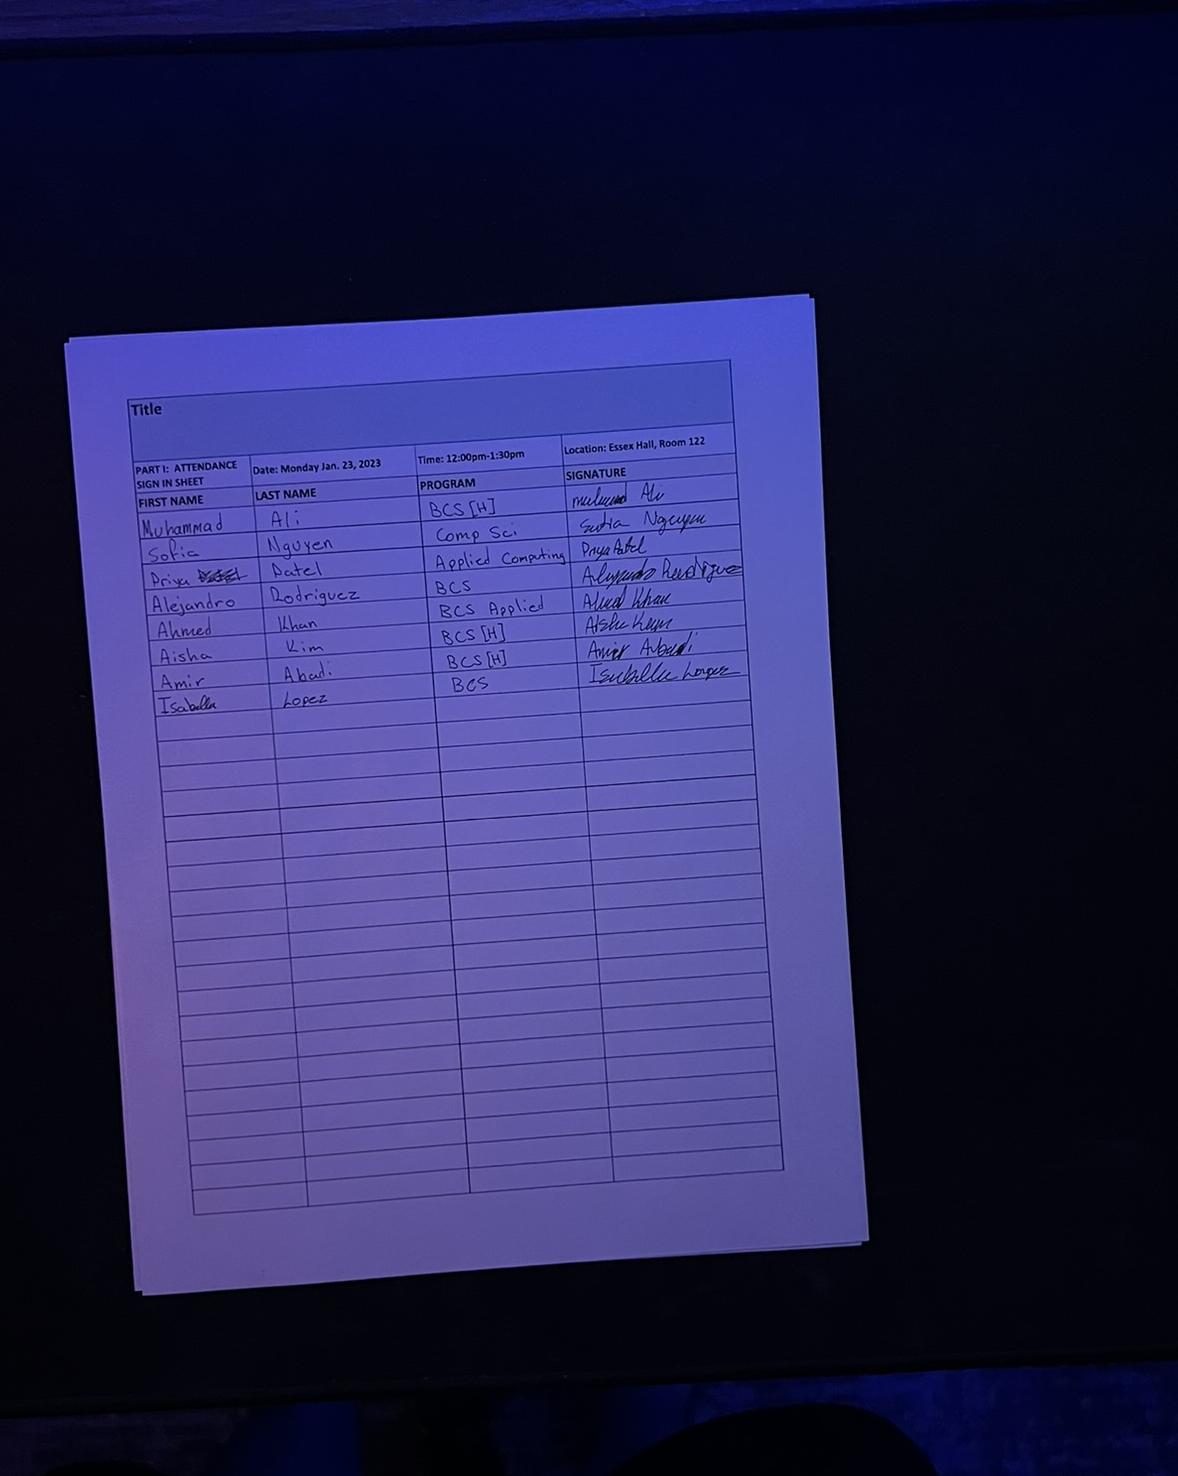 Title
PART I: ATTENDANCE SIGN IN SHEET Date: Monday Jan. 23, 2023 Time: 12:00pm-1:30pm Location: Essex Hall, Room 122
FIRST NAME LAST NAME PROGRAM SIGNATURE
Muhammad Ali BCS [H] Ali
Sofia Nguyen Comp Sci Sofia Nguyen
Priya Patel Applied Computing Priya Patel
Alejandro Rodriguez BCS Alejandro Rodriguez
Ahmed Khan BCS Applied Ahmed Khan
Aisha Kim BCS [H] Aisha
Amir Abadi BCS [H] Amir Abadi
Isabella Lopez BCS Isabella Lopez